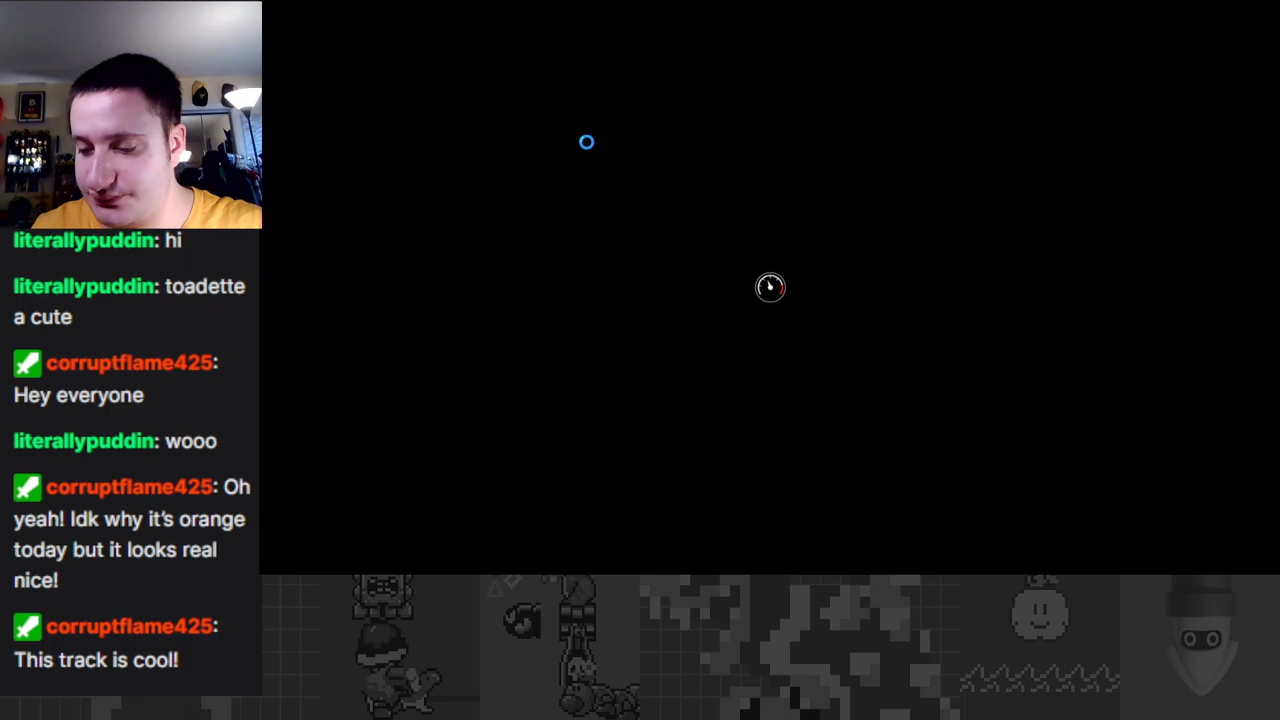 literallypuddin: hi
literallypuddin: toadette
a cute
corruptflame425:
Hey everyone
literallypuddin: wooo
corruptflame425: Oh
yeah! Idk why it's orange
today but it looks real
nice!
corruptflame425:
This track is cool!